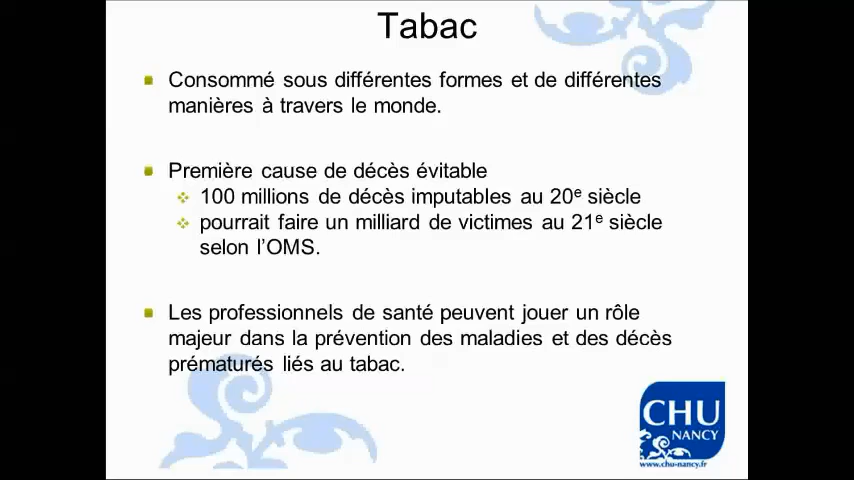 Tabac
Consommé sous différentes formes et de différentes
manières à travers le monde.
Première cause de décès évitable
100 millions de décès imputables au 20e siècle
pourrait faire un milliard de victimes au 21e siècle
selon l'OMS.
Les professionnels de santé peuvent jouer un rôle
majeur dans la prévention des maladies et des décès
prématurés liés au tabac.
CHU
NANCY
www.chu-nancy.fr